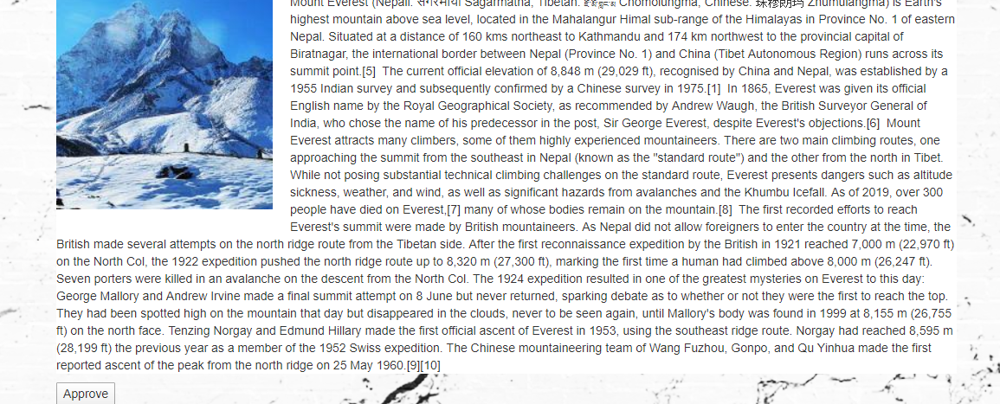 Mount Everest (Nepali: सगरमाथा Sagarmatha; Tibetan: Chomolungma; Chinese: 珠穆朗玛 Zhumulangma) is Earth's
highest mountain above sea level, located in the Mahalangur Himal sub-range of the Himalayas in Province No. 1 of eastern
Nepal. Situated at a distance of 160 kms northeast to Kathmandu and 174 km northwest to the provincial capital of
Biratnagar, the international border between Nepal (Province No. 1) and China (Tibet Autonomous Region) runs across its
summit point.[5]  The current official elevation of 8,848 m (29,029 ft), recognised by China and Nepal, was established by a
1955 Indian survey and subsequently confirmed by a Chinese survey in 1975.[1]  In 1865, Everest was given its official
English name by the Royal Geographical Society, as recommended by Andrew Waugh, the British Surveyor General of
India, who chose the name of his predecessor in the post, Sir George Everest, despite Everest's objections.[6]  Mount
Everest attracts many climbers, some of them highly experienced mountaineers. There are two main climbing routes, one
approaching the summit from the southeast in Nepal (known as the "standard route") and the other from the north in Tibet.
While not posing substantial technical climbing challenges on the standard route, Everest presents dangers such as altitude
sickness, weather, and wind, as well as significant hazards from avalanches and the Khumbu Icefall. As of 2019, over 300
people have died on Everest,[7] many of whose bodies remain on the mountain.[8]  The first recorded efforts to reach
Everest's summit were made by British mountaineers. As Nepal did not allow foreigners to enter the country at the time, the
British made several attempts on the north ridge route from the Tibetan side. After the first reconnaissance expedition by the British in 1921 reached 7,000 m (22,970 ft)
on the North Col, the 1922 expedition pushed the north ridge route up to 8,320 m (27,300 ft), marking the first time a human had climbed above 8,000 m (26,247 ft).
Seven porters were killed in an avalanche on the descent from the North Col. The 1924 expedition resulted in one of the greatest mysteries on Everest to this day:
George Mallory and Andrew Irvine made a final summit attempt on 8 June but never returned, sparking debate as to whether or not they were the first to reach the top.
They had been spotted high on the mountain that day but disappeared in the clouds, never to be seen again, until Mallory's body was found in 1999 at 8,155 m (26,755
ft) on the north face. Tenzing Norgay and Edmund Hillary made the first official ascent of Everest in 1953, using the southeast ridge route. Norgay had reached 8,595 m
(28,199 ft) the previous year as a member of the 1952 Swiss expedition. The Chinese mountaineering team of Wang Fuzhou, Gonpo, and Qu Yinhua made the first
reported ascent of the peak from the north ridge on 25 May 1960.[9][10]
Approve